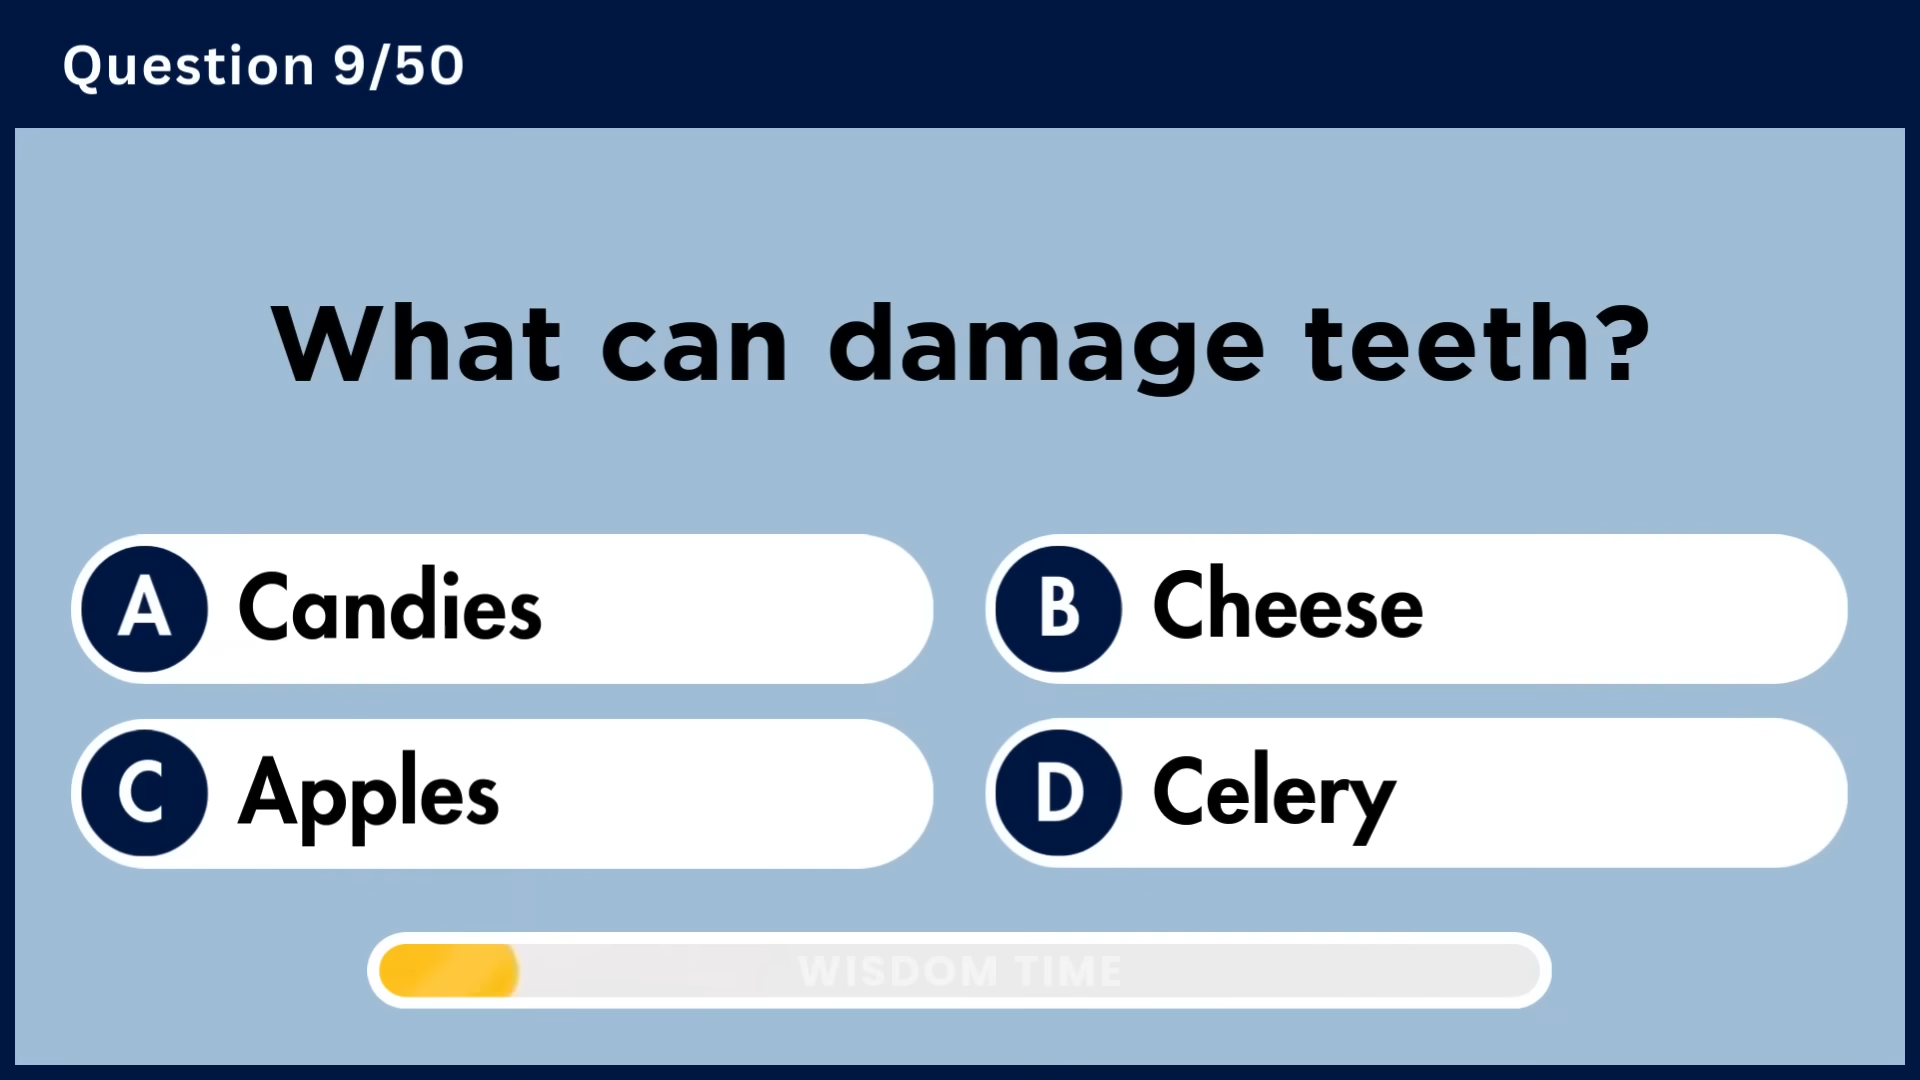 Question 9/50
What can damage teeth?
A Candies
B Cheese
C Apples
D Celery
WISDOM TIME